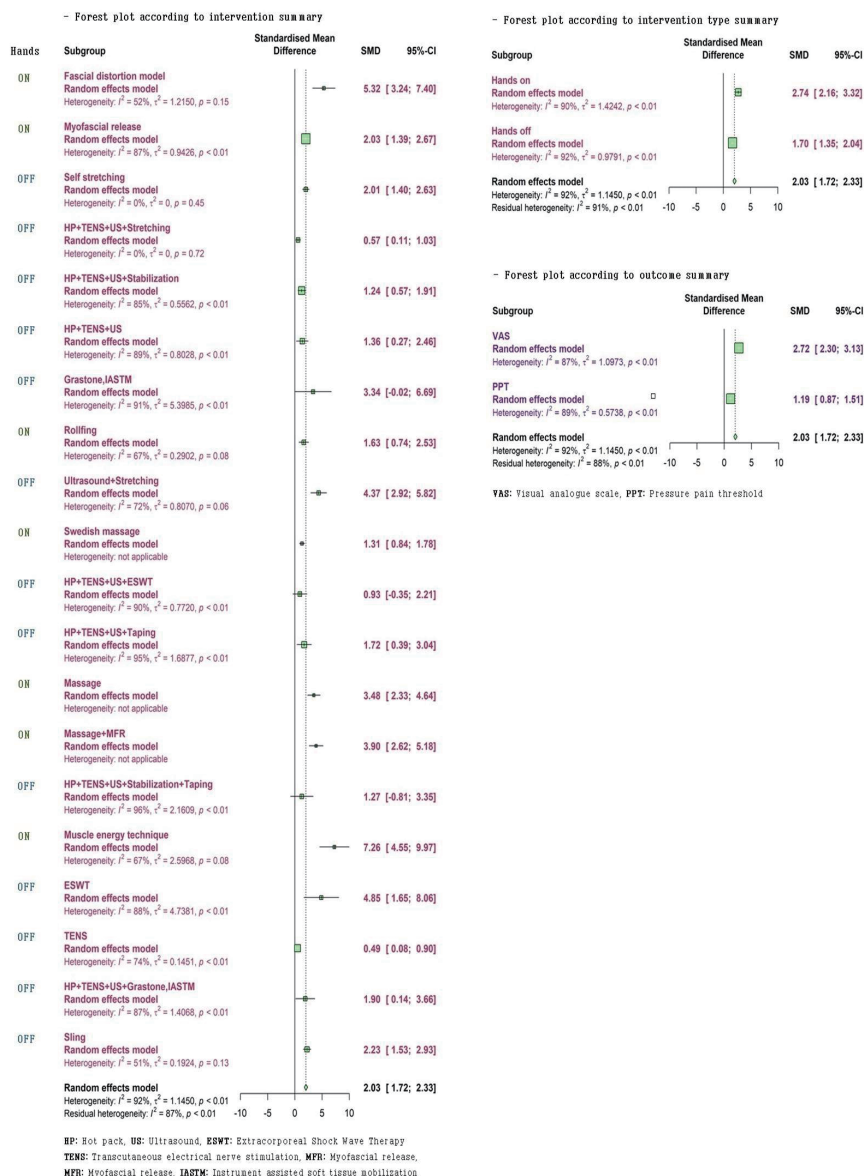 - Forest plot according to intervention summary
Hands Subgroup Standardised Mean Difference SMD 95%-CI
ON Fascial distortion model
Random effects model 5.32 [ 3.24; 7.40]
Heterogeneity: I² = 52%, τ² = 1.2150, p = 0.15
ON Myofascial release
Random effects model 2.03 [ 1.39; 2.67]
Heterogeneity: I² = 87%, τ² = 0.9426, p < 0.01
OFF Self stretching
Random effects model 2.01 [ 1.40; 2.63]
Heterogeneity: I² = 0%, τ² = 0, p = 0.45
OFF HP+TENS+US+Stretching
Random effects model 0.57 [ 0.11; 1.03]
Heterogeneity: I² = 0%, τ² = 0, p = 0.72
OFF HP+TENS+US+Stabilization
Random effects model 1.24 [ 0.57; 1.91]
Heterogeneity: I² = 85%, τ² = 0.5562, p < 0.01
OFF HP+TENS+US
Random effects model 1.36 [ 0.27; 2.46]
Heterogeneity: I² = 89%, τ² = 0.8028, p < 0.01
OFF Grastone,IASTM
Random effects model 3.34 [-0.02; 6.69]
Heterogeneity: I² = 91%, τ² = 5.3985, p < 0.01
ON Rollfing
Random effects model 1.63 [ 0.74; 2.53]
Heterogeneity: I² = 67%, τ² = 0.2902, p = 0.08
OFF Ultrasound+Stretching
Random effects model 4.37 [ 2.92; 5.82]
Heterogeneity: I² = 72%, τ² = 0.8070, p = 0.06
ON Swedish massage
Random effects model 1.31 [ 0.84; 1.78]
Heterogeneity: not applicable
OFF HP+TENS+US+ESWT
Random effects model 0.93 [-0.35; 2.21]
Heterogeneity: I² = 90%, τ² = 0.7720, p < 0.01
OFF HP+TENS+US+Taping
Random effects model 1.72 [ 0.39; 3.04]
Heterogeneity: I² = 95%, τ² = 1.6877, p < 0.01
ON Massage
Random effects model 3.48 [ 2.33; 4.64]
Heterogeneity: not applicable
ON Massage+MFR
Random effects model 3.90 [ 2.62; 5.18]
Heterogeneity: not applicable
OFF HP+TENS+US+Stabilization+Taping
Random effects model 1.27 [-0.81; 3.35]
Heterogeneity: I² = 96%, τ² = 2.1609, p < 0.01
ON Muscle energy technique
Random effects model 7.26 [ 4.55; 9.97]
Heterogeneity: I² = 67%, τ² = 2.5968, p = 0.08
OFF ESWT
Random effects model 4.85 [ 1.65; 8.06]
Heterogeneity: I² = 88%, τ² = 4.7381, p < 0.01
OFF TENS
Random effects model 0.49 [ 0.08; 0.90]
Heterogeneity: I² = 74%, τ² = 0.1451, p < 0.01
OFF HP+TENS+US+Grastone,IASTM
Random effects model 1.90 [ 0.14; 3.66]
Heterogeneity: I² = 87%, τ² = 1.4068, p < 0.01
OFF Sling
Random effects model 2.23 [ 1.53; 2.93]
Heterogeneity: I² = 51%, τ² = 0.1924, p = 0.13
Random effects model 2.03 [ 1.72; 2.33]
Heterogeneity: I² = 92%, τ² = 1.1450, p < 0.01
Residual heterogeneity: I² = 87%, p < 0.01
-10 -5 0 5 10
HP: Hot pack, US: Ultrasound, ESWT: Extracorporeal Shock Wave Therapy
TENS: Transcutaneous electrical nerve stimulation, MFR: Myofascial release,
MFR: Myofascial release, IASTM: Instrument assisted soft tissue mobilization
- Forest plot according to intervention type summary
Subgroup Standardised Mean Difference SMD 95%-CI
Hands on
Random effects model 2.74 [ 2.16; 3.32]
Heterogeneity: I² = 90%, τ² = 1.4242, p < 0.01
Hands off
Random effects model 1.70 [ 1.35; 2.04]
Heterogeneity: I² = 92%, τ² = 0.9791, p < 0.01
Random effects model 2.03 [ 1.72; 2.33]
Heterogeneity: I² = 92%, τ² = 1.1450, p < 0.01
Residual heterogeneity: I² = 91%, p < 0.01
-10 -5 0 5 10
- Forest plot according to outcome summary
Subgroup Standardised Mean Difference SMD 95%-CI
VAS
Random effects model 2.72 [ 2.30; 3.13]
Heterogeneity: I² = 87%, τ² = 1.0973, p < 0.01
PPT
Random effects model 1.19 [ 0.87; 1.51]
Heterogeneity: I² = 89%, τ² = 0.5738, p < 0.01
Random effects model 2.03 [ 1.72; 2.33]
Heterogeneity: I² = 92%, τ² = 1.1450, p < 0.01
Residual heterogeneity: I² = 88%, p < 0.01
-10 -5 0 5 10
VAS: Visual analogue scale, PPT: Pressure pain threshold